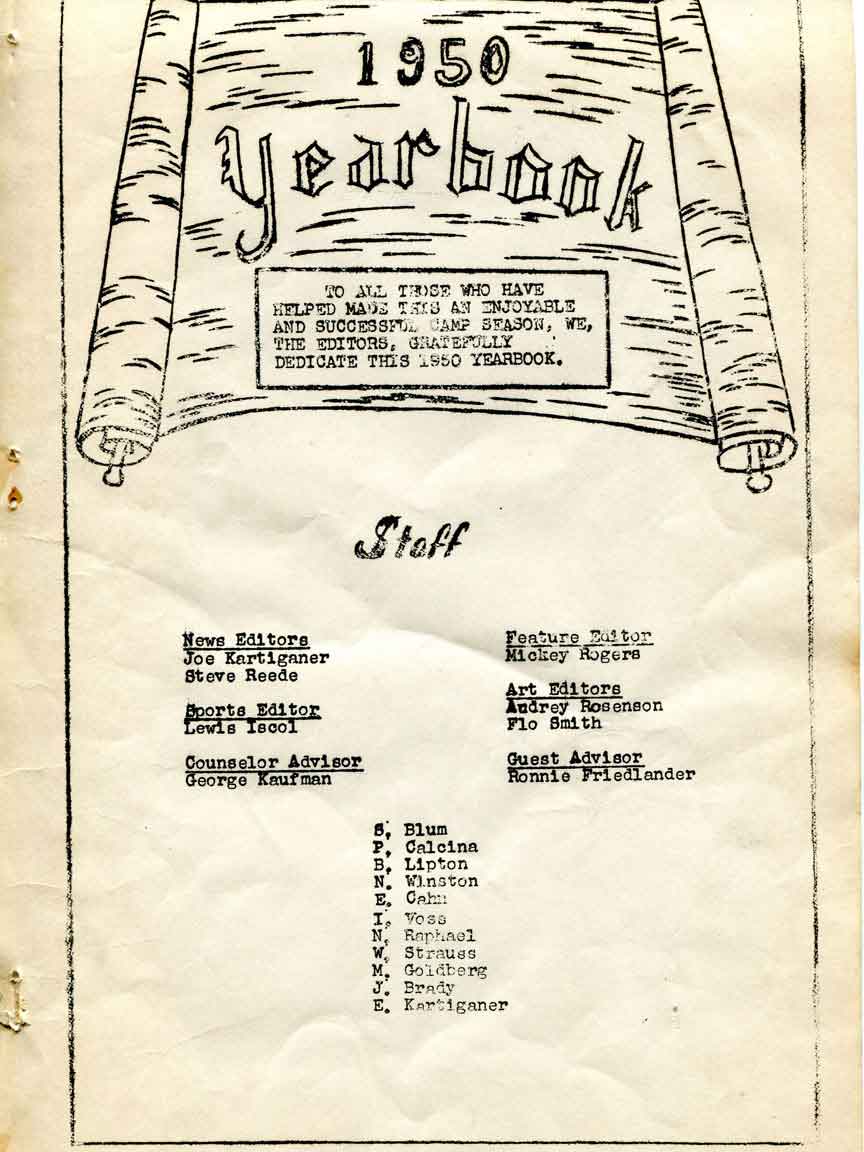 1950
Yearbook
TO ALL THOSE WHO HAVE
HELPED MADE THIS AN ENJOYABLE
AND SUCCESSFUL CAMP SEASON, WE,
THE EDITORS, GRATEFULLY
DEDICATE THIS 1950 YEARBOOK.
Staff
News Editors
Joe Kartiganer
Steve Reede
Sports Editor
Lewis Iscol
Counselor Advisor
George Kaufman
Feature Editor
Mickey Rogers
Art Editors
Audrey Rosenson
Flo Smith
Guest Advisor
Ronnie Friedlander
S. Blum
P. Calcina
B. Lipton
N. Winston
E. Cahn
I. Voss
N. Raphael
W. Strauss
M. Goldberg
J. Brady
E. Kartiganer